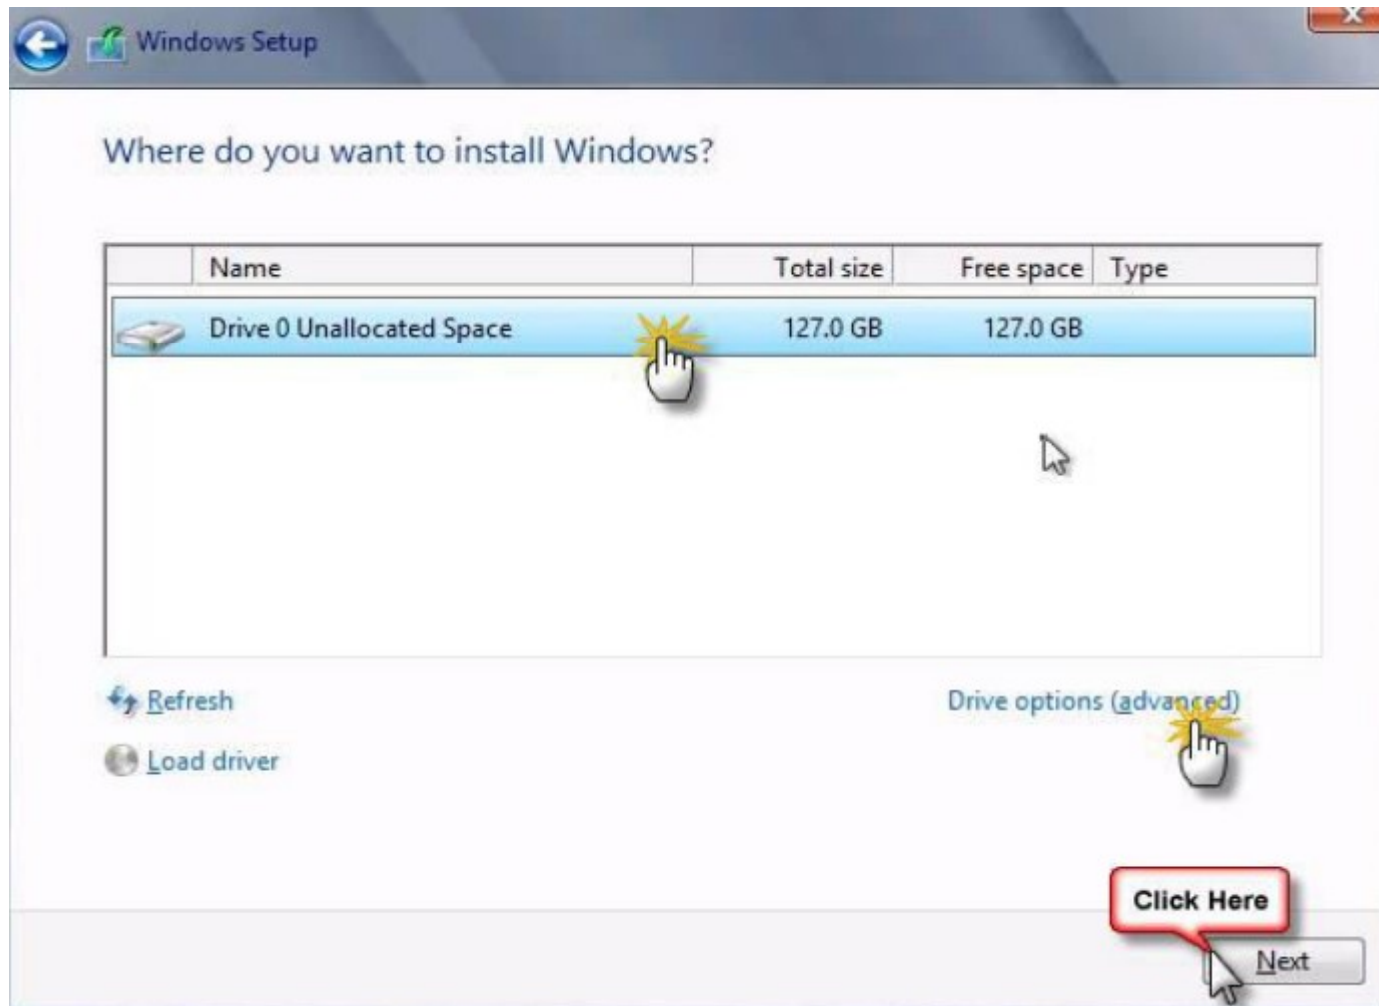 Windows Setup
Where do you want to install Windows?
Name Total size Free space Type
Drive 0 Unallocated Space 127.0 GB 127.0 GB
Refresh Drive options (advanced)
Load driver
Click Here
Next